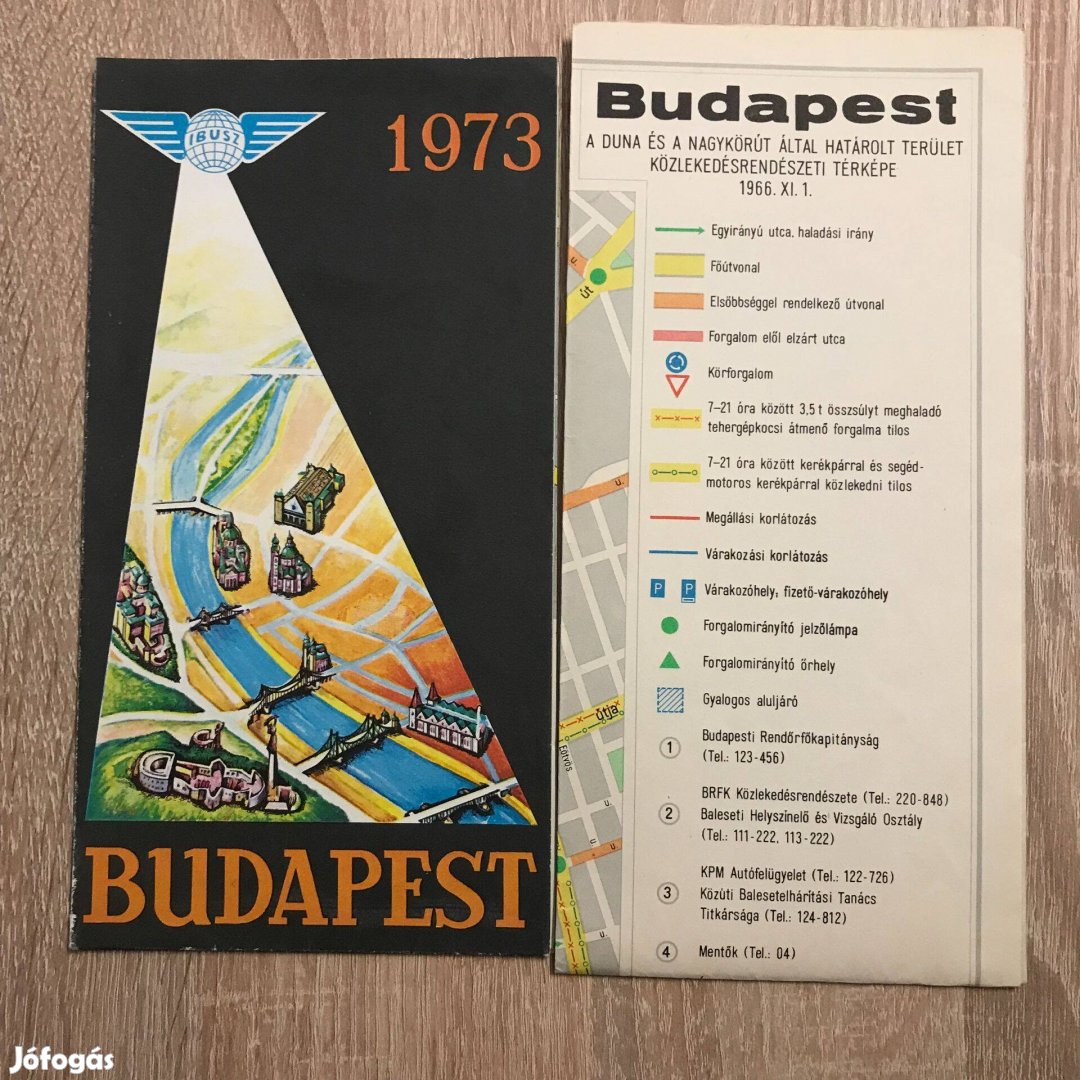 IBUSZ
1973
BUDAPEST
Budapest
A DUNA ÉS A NAGYKÖRÚT ÁLTAL HATÁROLT TERÜLET
KÖZLEKEDÉSRENDÉSZETI TÉRKÉPE
1966. XI. 1.
Egyirányú utca, haladási irány
Főútvonal
Elsőbbséggel rendelkező útvonal
Forgalom elől elzárt utca
Körforgalom
7–21 óra között 3,5 t összsúlyt meghaladó
tehergépkocsi átmenő forgalma tilos
7–21 óra között kerékpárral és segéd-
motoros kerékpárral közlekedni tilos
Megállási korlátozás
Várakozási korlátozás
P P Várakozóhely; fizető-várakozóhely
Forgalomirányító jelzőlámpa
Forgalomirányító őrhely
Gyalogos aluljáró
1 Budapesti Rendőrfőkapitányság
(Tel.: 123-456)
2 BRFK Közlekedésrendészete (Tel.: 220-848)
Baleseti Helyszínelő és Vizsgáló Osztály
(Tel.: 111-222, 113-222)
3 KPM Autófelügyelet (Tel.: 122-726)
Közúti Balesetelhárítási Tanács
Titkársága (Tel.: 124-812)
4 Mentők (Tel.: 04)
u.
út
u.
útja
Eötvös
u.
u.
u.
Jófogás